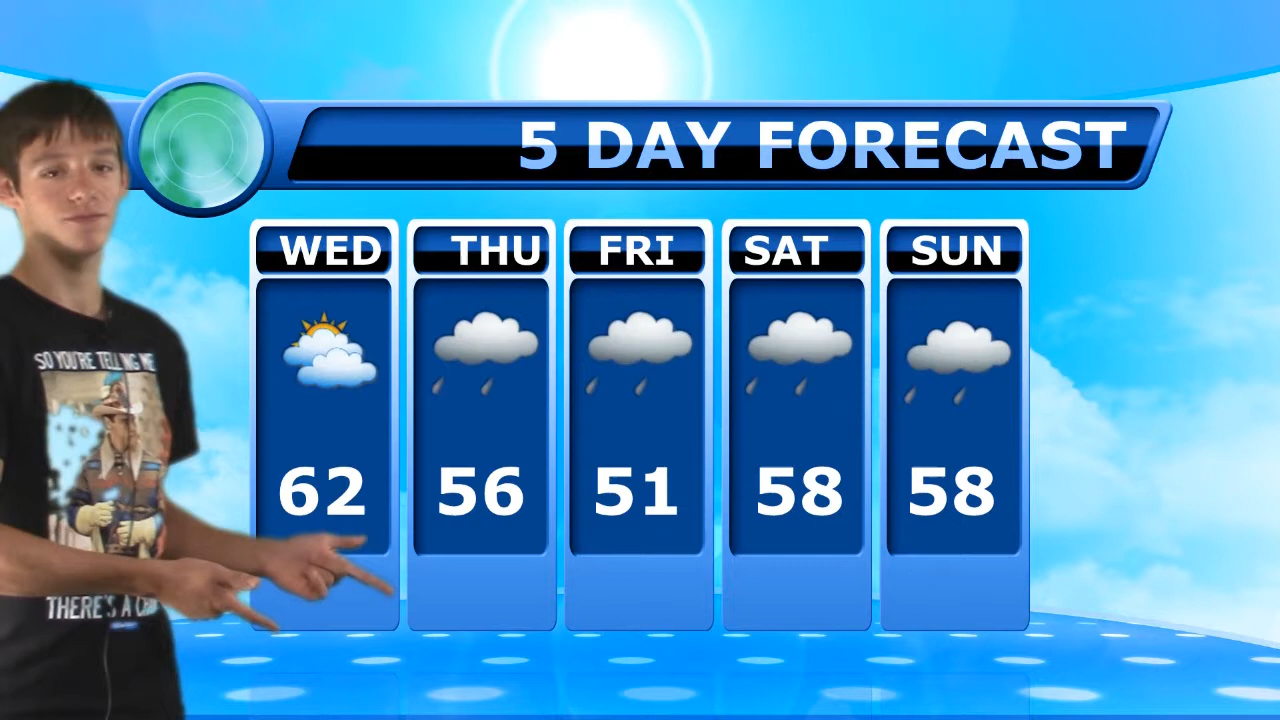 5 DAY FORECAST
WED THU FRI SAT SUN
62 56 51 58 58
SO YOU'RE TELLING ME
THERE'S A